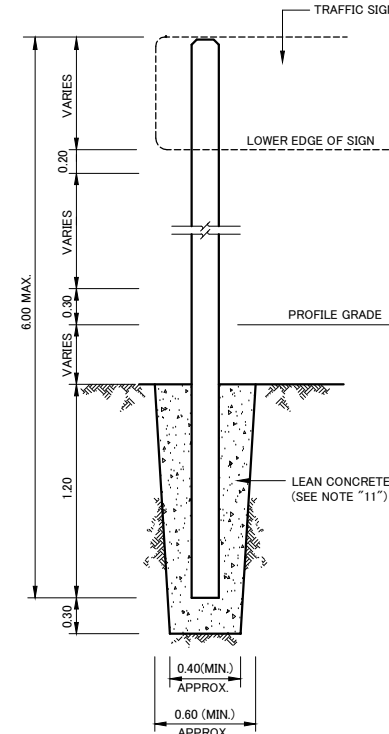 TRAFFIC SIGN
VARIES
LOWER EDGE OF SIGN
0.20
VARIES
6.00 MAX.
0.30
PROFILE GRADE
VARIES
1.20
LEAN CONCRETE
(SEE NOTE "11")
0.30
0.40(MIN.)
APPROX.
0.60 (MIN.)
APPROX.